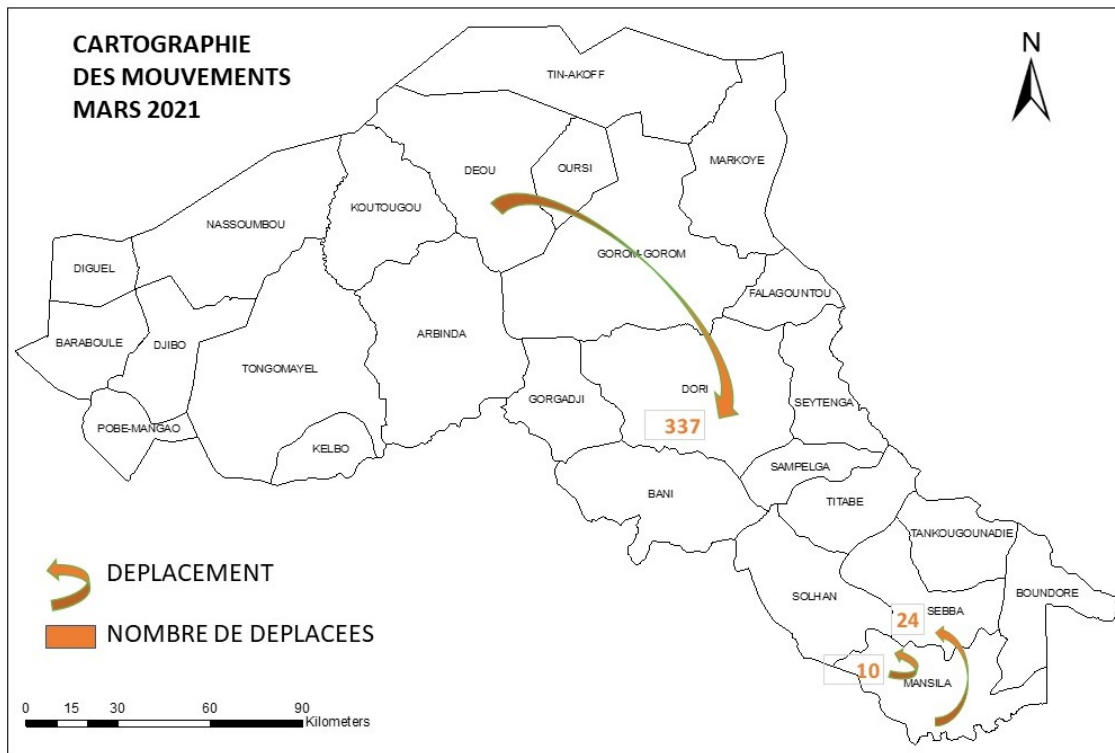 CARTOGRAPHIE
DES MOUVEMENTS
MARS 2021
N
TIN-AKOFF
MARKOYE
DEOU
OURSI
KOUTOUGOU
NASSOUMBOU
GOROM-GOROM
DIGUEL
FALAGOUNTOU
BARABOULE
DJIBO
ARBINDA
TONGOMAYEL
DORI
GORGADJI
SEYTENGA
337
POBE-MANGAO
KELBO
SAMPELGA
BANI
TITABE
TANKOUGOUNADIE
DEPLACEMENT
SOLHAN
BOUNDORE
SEBBA
24
NOMBRE DE DEPLACEES
10
MANSILA
0 15 30 60 90
Kilometers